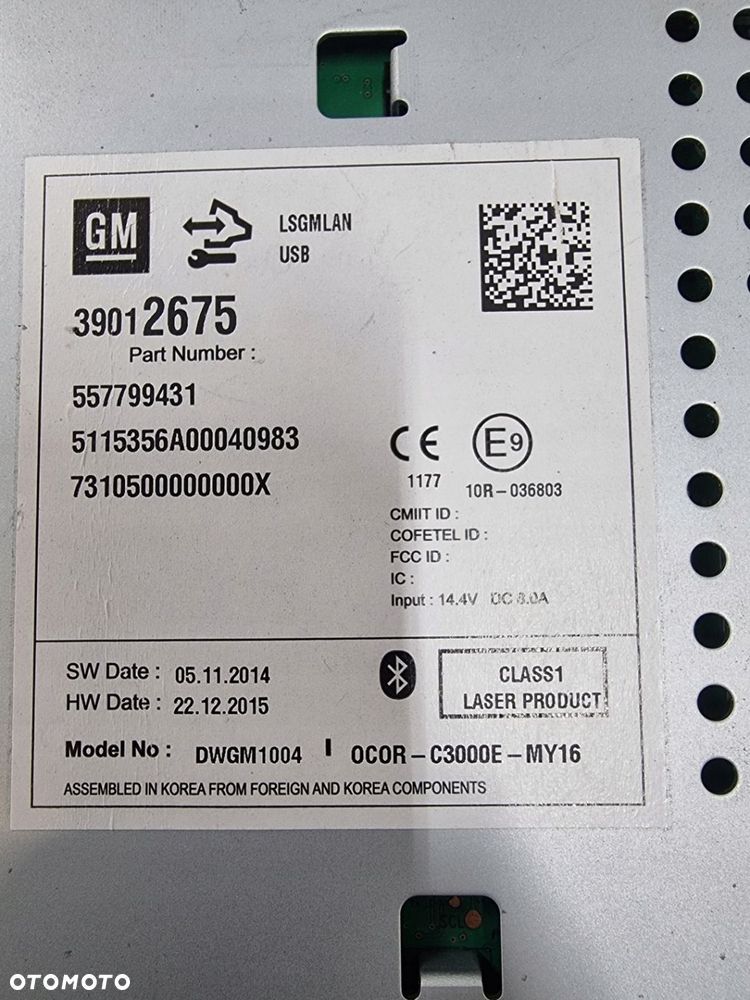 GM
LSGMLAN
USB
39012675
Part Number :
557799431
5115356A00040983
7310500000000X
CE
1177
E9
10R-036803
CMIIT ID :
COFETEL ID :
FCC ID :
IC :
Input : 14.4V DC 8.0A
SW Date : 05.11.2014
HW Date : 22.12.2015
CLASS1
LASER PRODUCT
Model No : DWGM1004 I OCOR-C3000E-MY16
ASSEMBLED IN KOREA FROM FOREIGN AND KOREA COMPONENTS
SCL
OTOMOTO